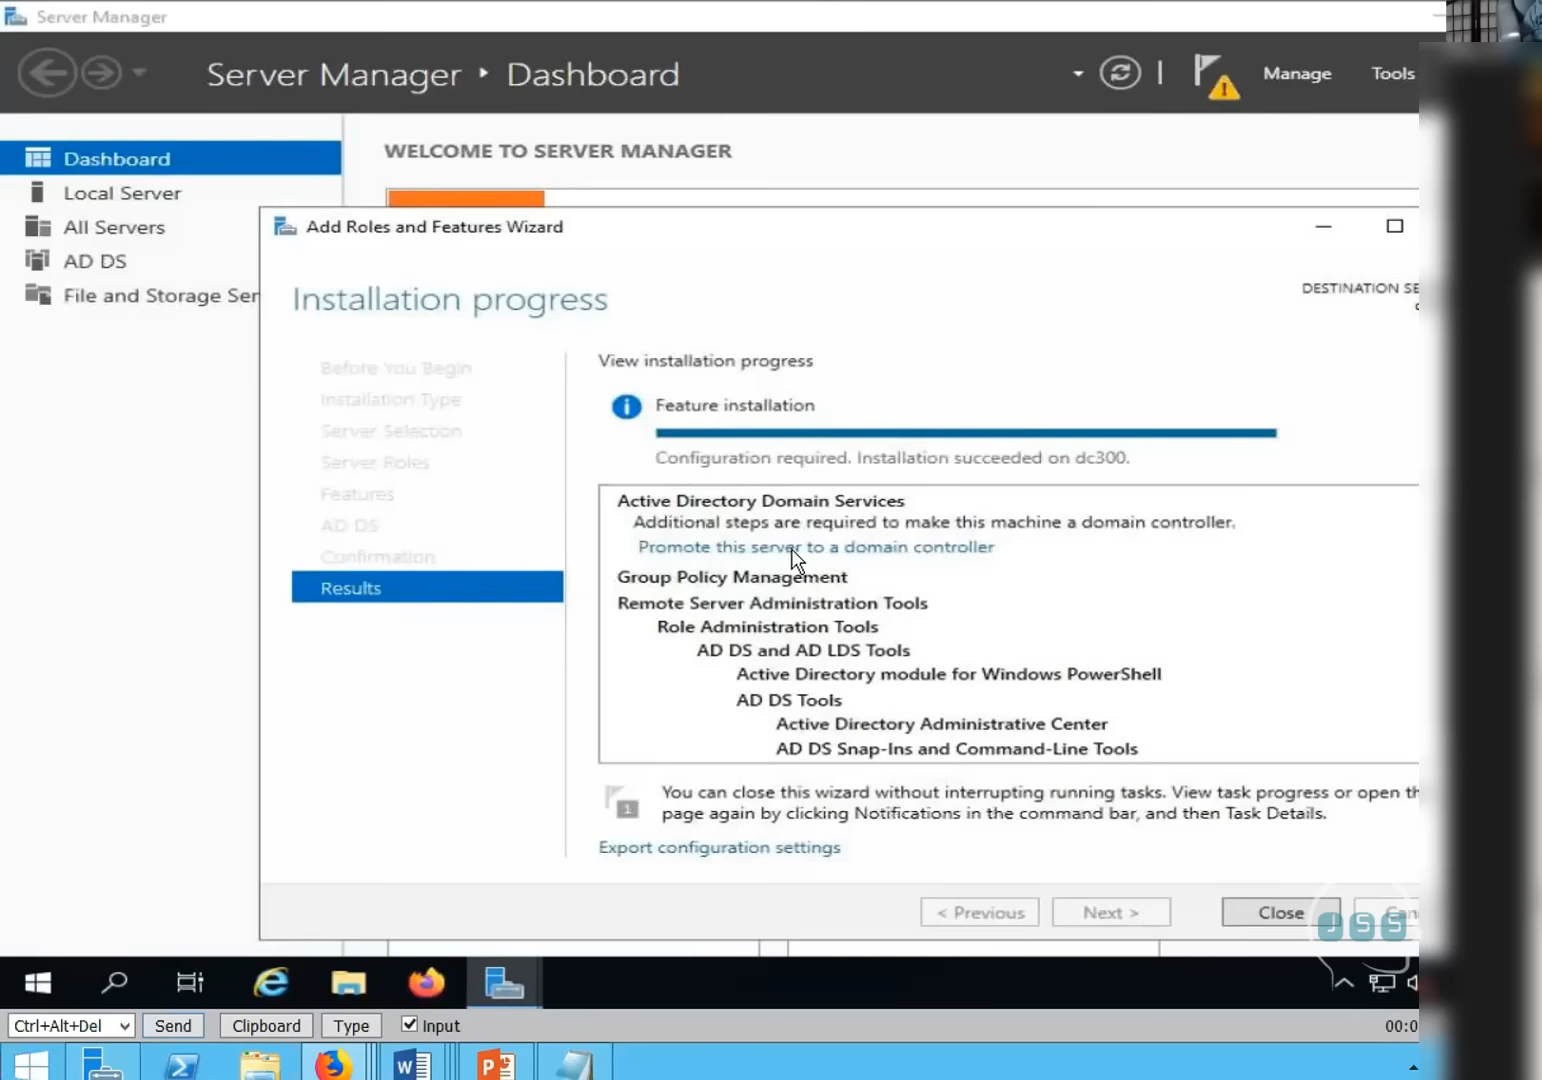 Server Manager
Server Manager ‣ Dashboard
Manage
Tools
Dashboard
Local Server
All Servers
AD DS
File and Storage Ser
WELCOME TO SERVER MANAGER
Add Roles and Features Wizard
Installation progress
DESTINATION SE
Before You Begin
Installation Type
Server Selection
Server Roles
Features
AD DS
Confirmation
Results
View installation progress
Feature installation
Configuration required. Installation succeeded on dc300.
Active Directory Domain Services
Additional steps are required to make this machine a domain controller.
Promote this server to a domain controller
Group Policy Management
Remote Server Administration Tools
Role Administration Tools
AD DS and AD LDS Tools
Active Directory module for Windows PowerShell
AD DS Tools
Active Directory Administrative Center
AD DS Snap-Ins and Command-Line Tools
1
You can close this wizard without interrupting running tasks. View task progress or open th
page again by clicking Notifications in the command bar, and then Task Details.
Export configuration settings
< Previous
Next >
Close
Can
JSS
Ctrl+Alt+Del
Send
Clipboard
Type
Input
00:0